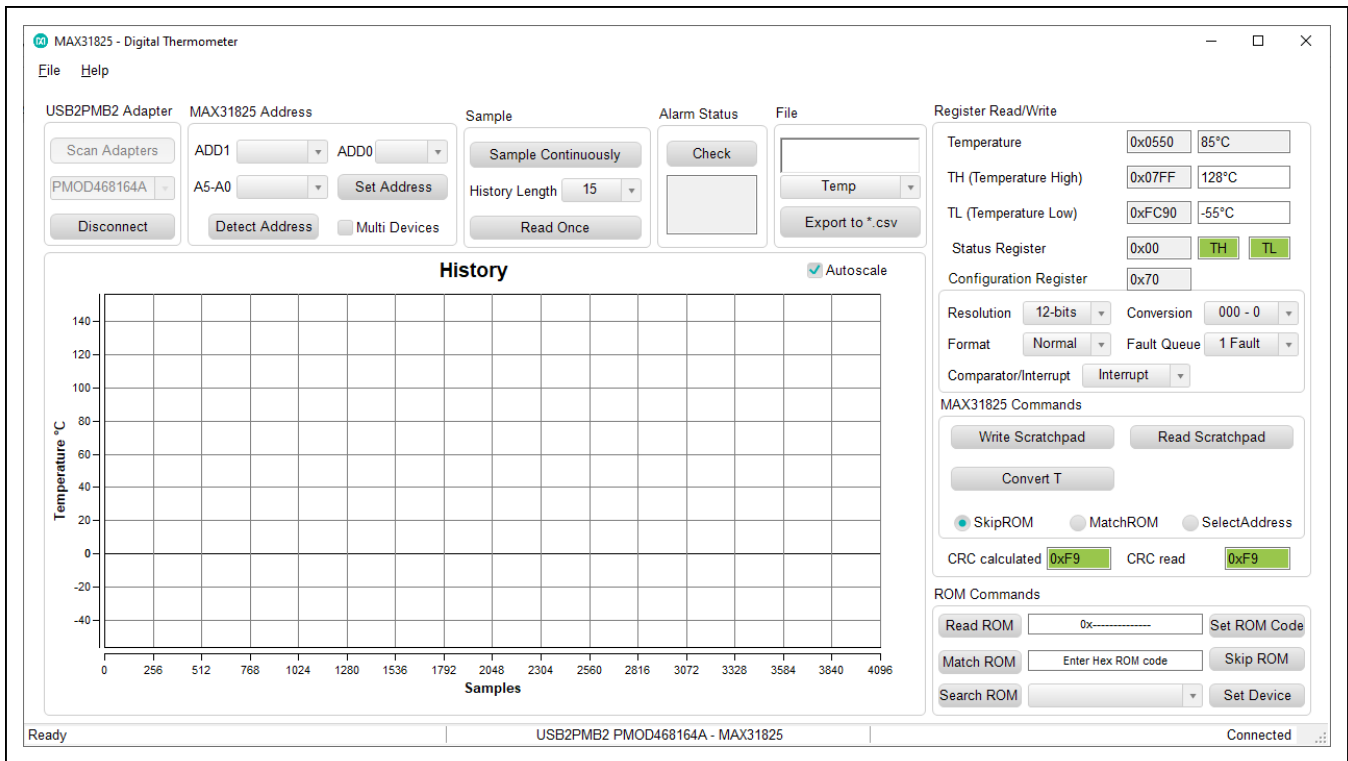 MAX31825 - Digital Thermometer
File Help
USB2PMB2 Adapter
Scan Adapters
PMOD468164A
Disconnect
MAX31825 Address
ADD1 ADD0
A5-A0 Set Address
Detect Address Multi Devices
Sample
Sample Continuously
History Length 15
Read Once
Alarm Status
Check
File
Temp
Export to *.csv
History
Autoscale
Temperature °C
140
120
100
80
60
40
20
0
-20
-40
0 256 512 768 1024 1280 1536 1792 2048 2304 2560 2816 3072 3328 3584 3840 4096
Samples
Register Read/Write
Temperature 0x0550 85°C
TH (Temperature High) 0x07FF 128°C
TL (Temperature Low) 0xFC90 -55°C
Status Register 0x00 TH TL
Configuration Register 0x70
Resolution 12-bits Conversion 000 - 0
Format Normal Fault Queue 1 Fault
Comparator/Interrupt Interrupt
MAX31825 Commands
Write Scratchpad Read Scratchpad
Convert T
SkipROM MatchROM SelectAddress
CRC calculated 0xF9 CRC read 0xF9
ROM Commands
Read ROM 0x-------------- Set ROM Code
Match ROM Enter Hex ROM code Skip ROM
Search ROM Set Device
Ready USB2PMB2 PMOD468164A - MAX31825 Connected